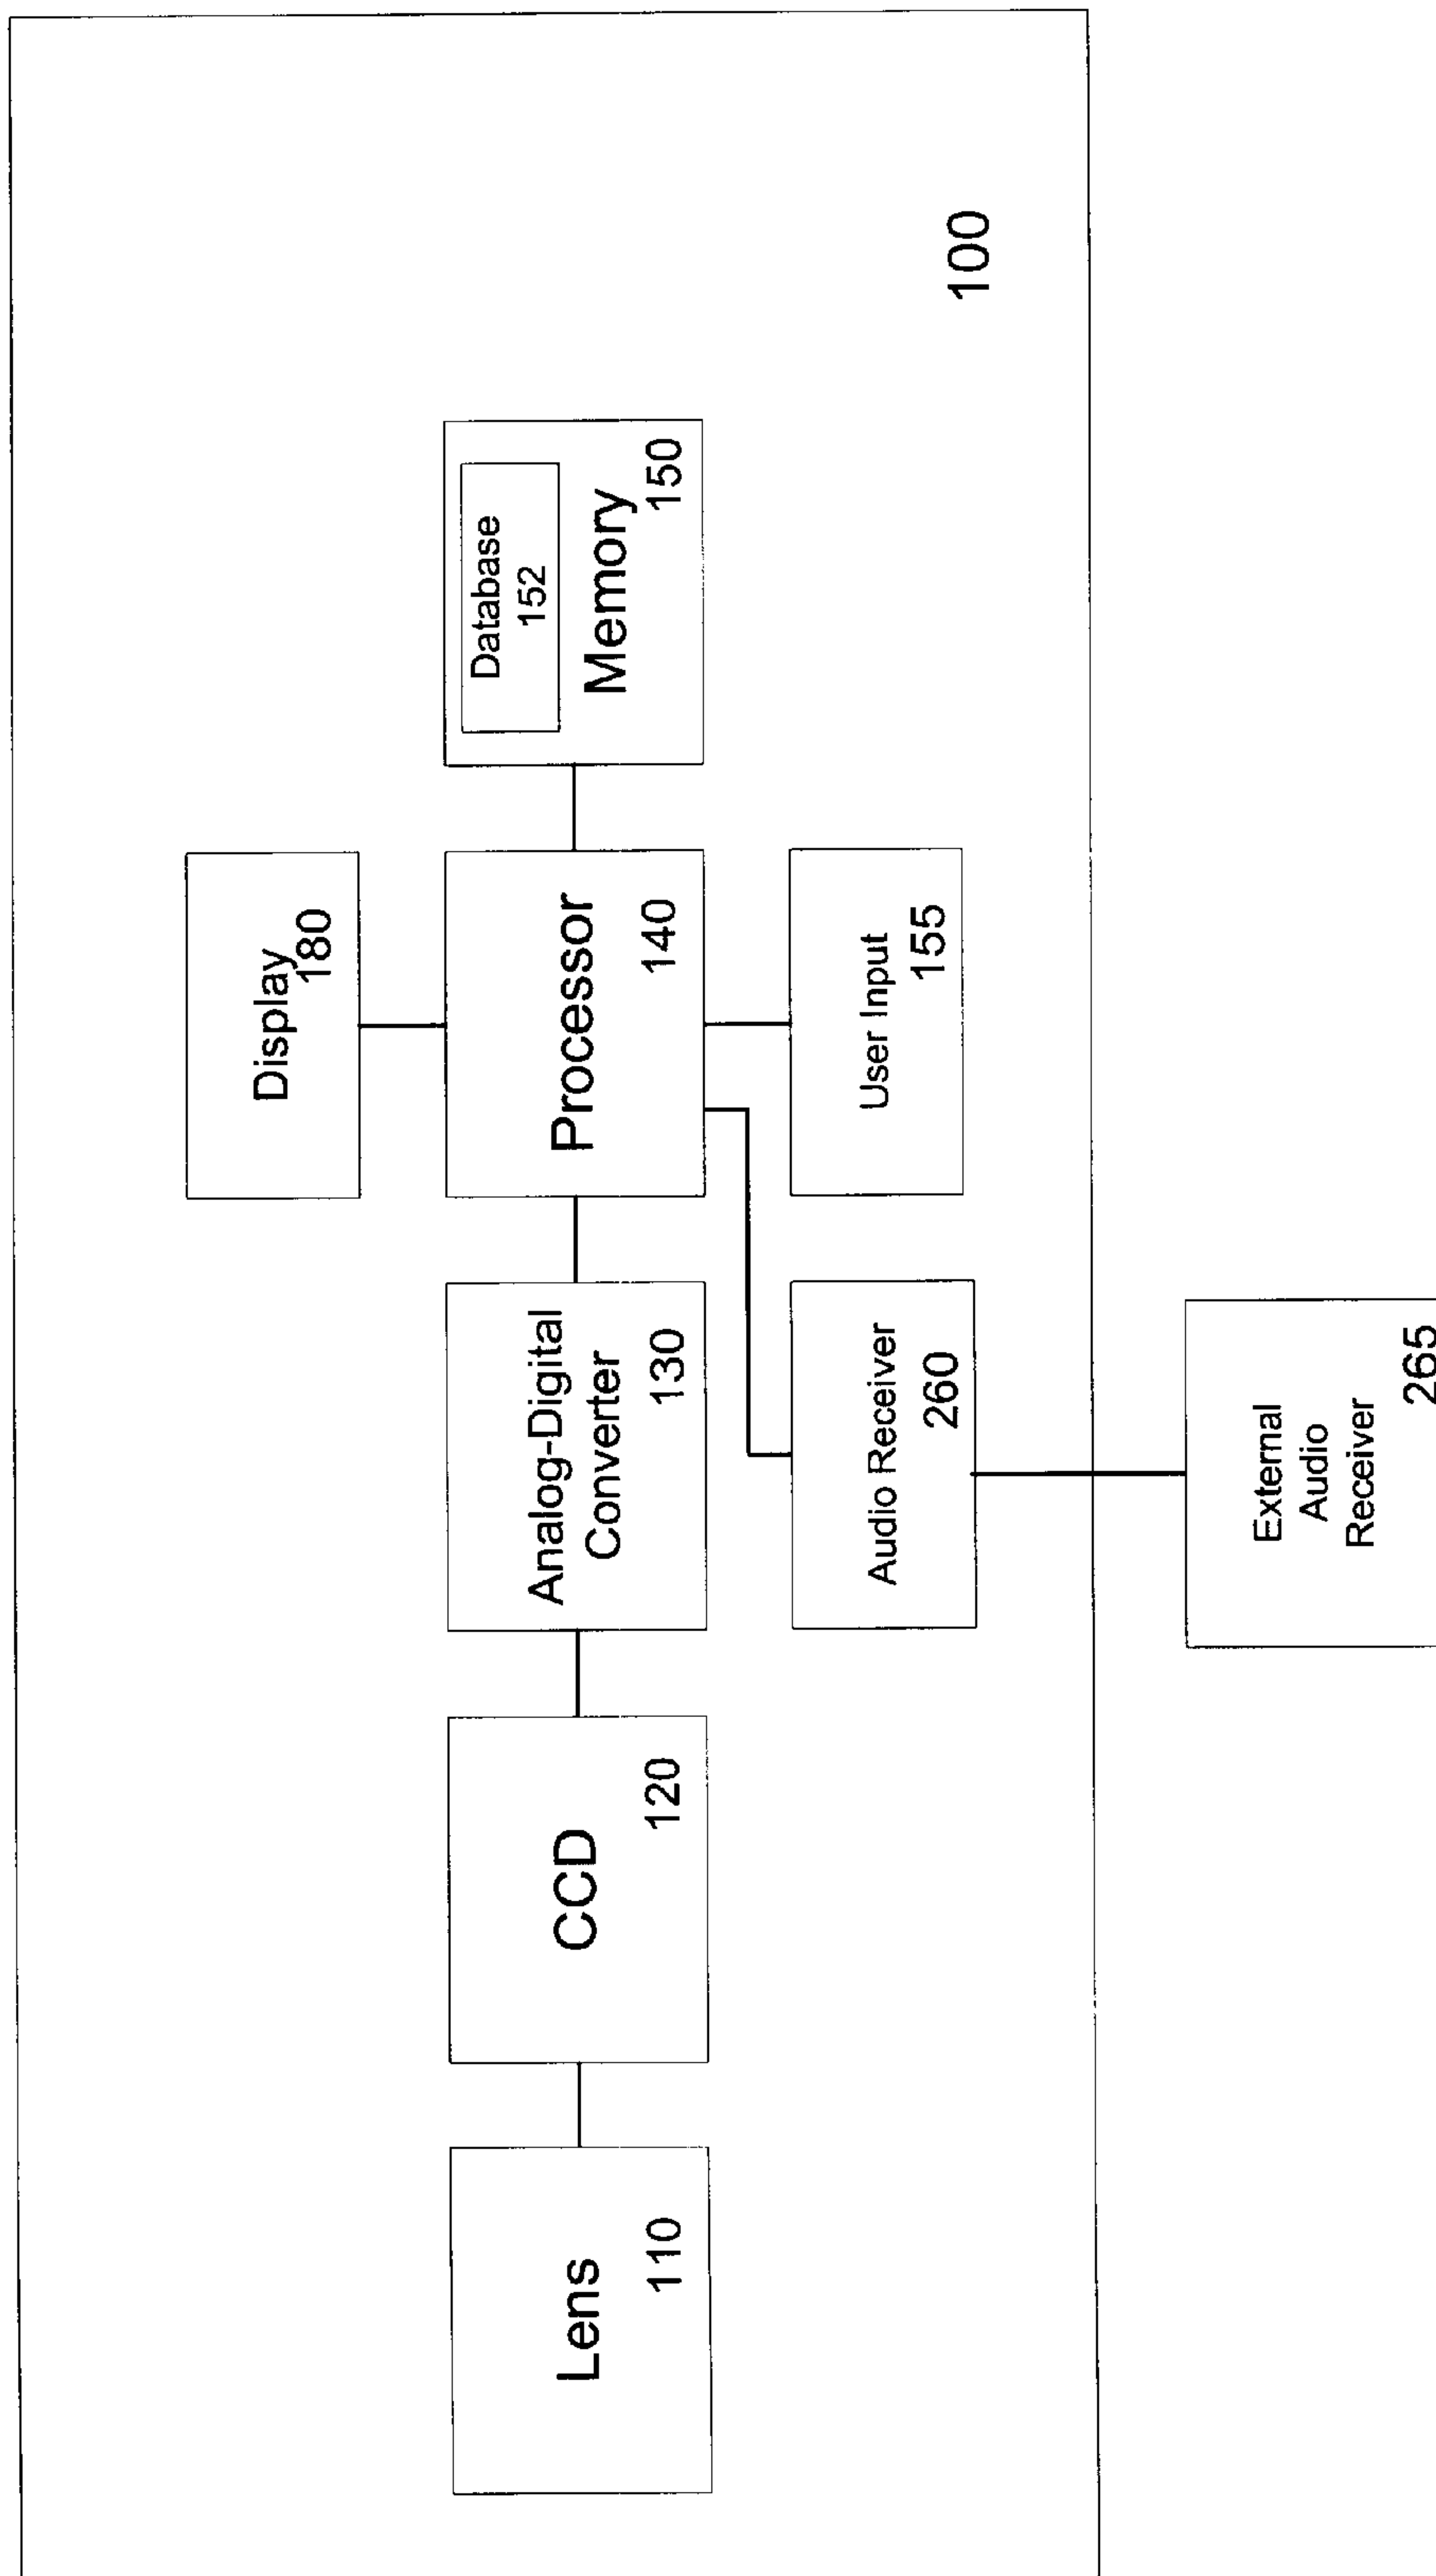 Display
180
Lens
110
CCD
120
Analog-Digital
Converter
130
Processor
140
Database
152
Memory
150
Audio Receiver
260
User Input
155
100
External
Audio
Receiver
265